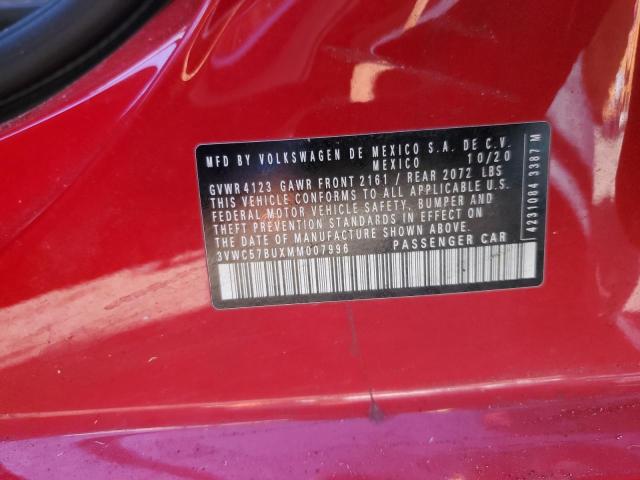 MFD BY VOLKSWAGEN DE MEXICO S.A. DE C.V.
MEXICO 10/20
GVWR 4123 GAWR FRONT 2161 / REAR 2072 LBS
THIS VEHICLE CONFORMS TO ALL APPLICABLE U.S.
FEDERAL MOTOR VEHICLE SAFETY, BUMPER AND
THEFT PREVENTION STANDARDS IN EFFECT ON
THE DATE OF MANUFACTURE SHOWN ABOVE.
3VWC57BUXMM007996 PASSENGER CAR
4231084 3387 M